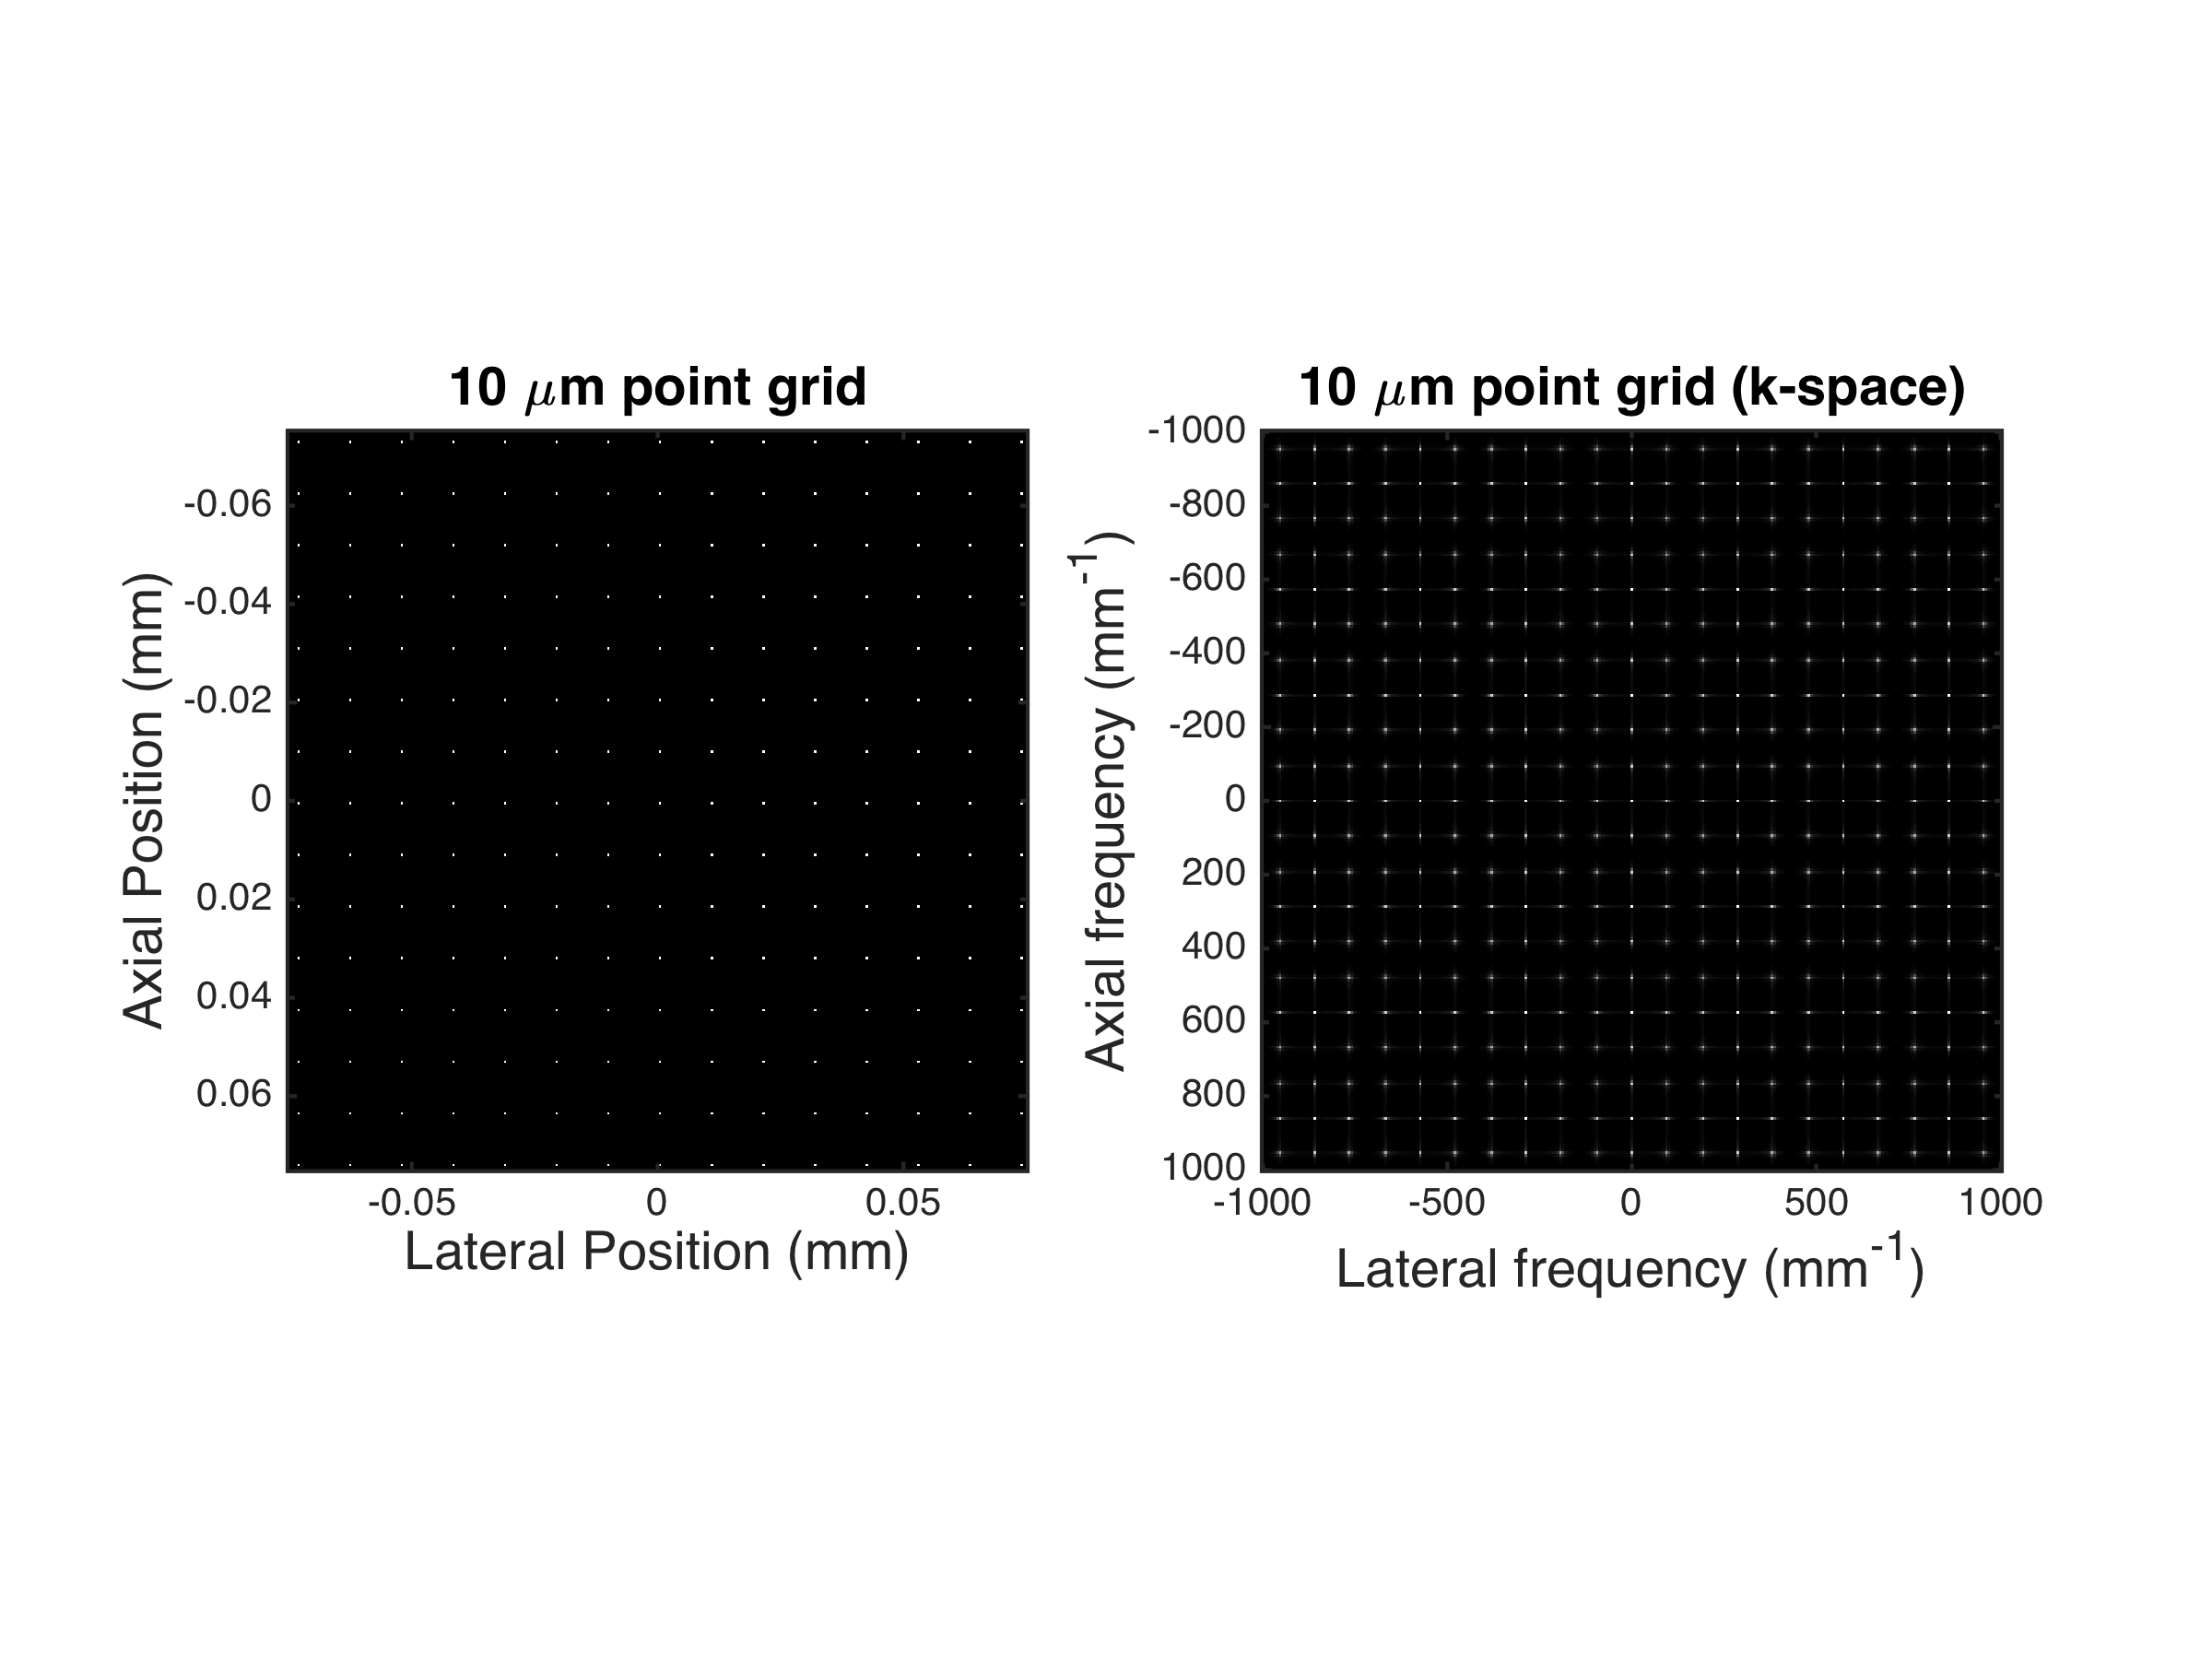 10 μm point grid
-0.06
-0.04
-0.02
0
0.02
0.04
0.06
Axial Position (mm)
-0.05 0 0.05
Lateral Position (mm)
10 μm point grid (k-space)
-1000
-800
-600
-400
-200
0
200
400
600
800
1000
Axial frequency (mm⁻¹)
-1000 -500 0 500 1000
Lateral frequency (mm⁻¹)